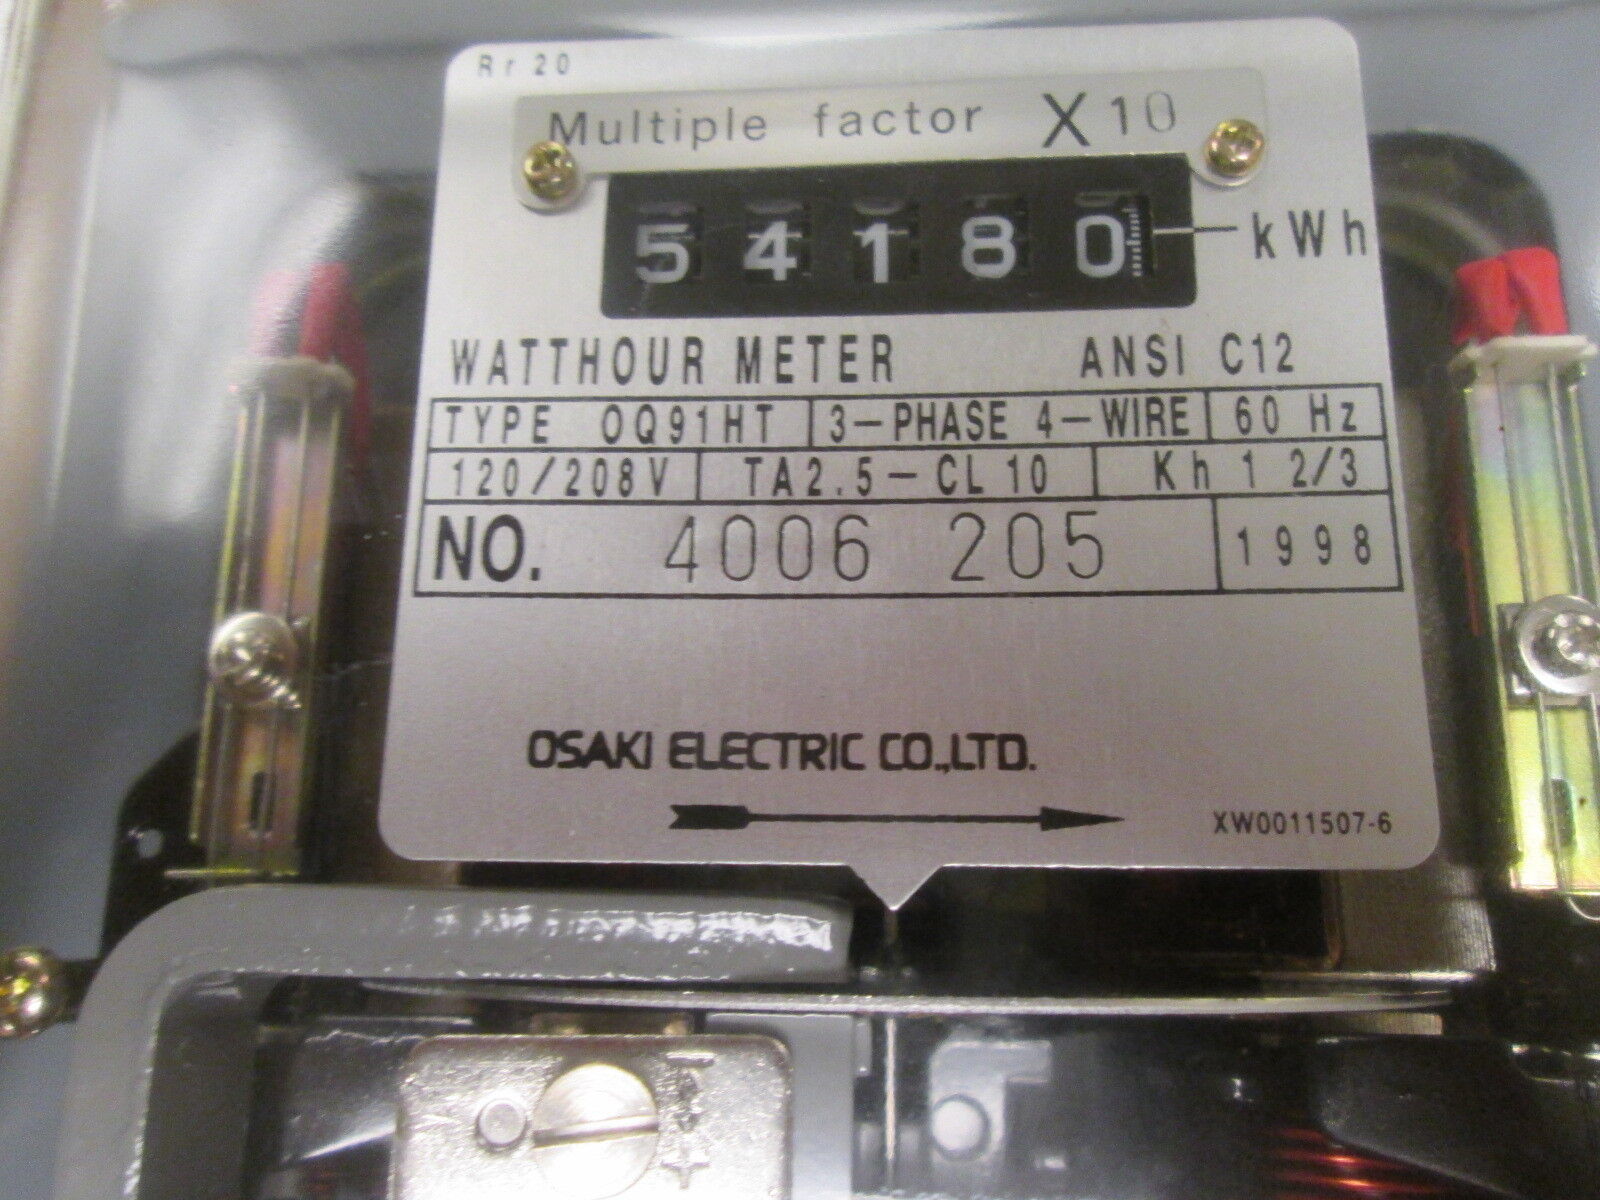 Rr 20
Multiple factor X10
54180 kWh
WATTHOUR METER ANSI C12
TYPE OQ91HT 3-PHASE 4-WIRE 60 Hz
120/208V TA2.5-CL10 Kh 1 2/3
NO. 4006 205 1998
OSAKI ELECTRIC CO.,LTD.
XW0011507-6